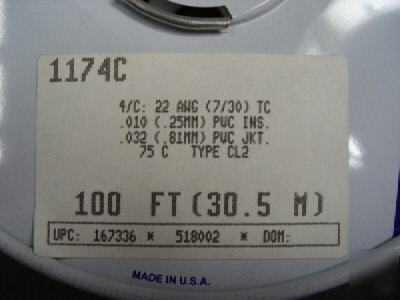 1174C
4/C: 22 AWG (7/30) TC
.010 (.25MM) PVC INS.
.032 (.81MM) PVC JKT.
75 C TYPE CL2
100 FT (30.5 M)
UPC: 167336 * 518002 * DOM:
MADE IN U.S.A.